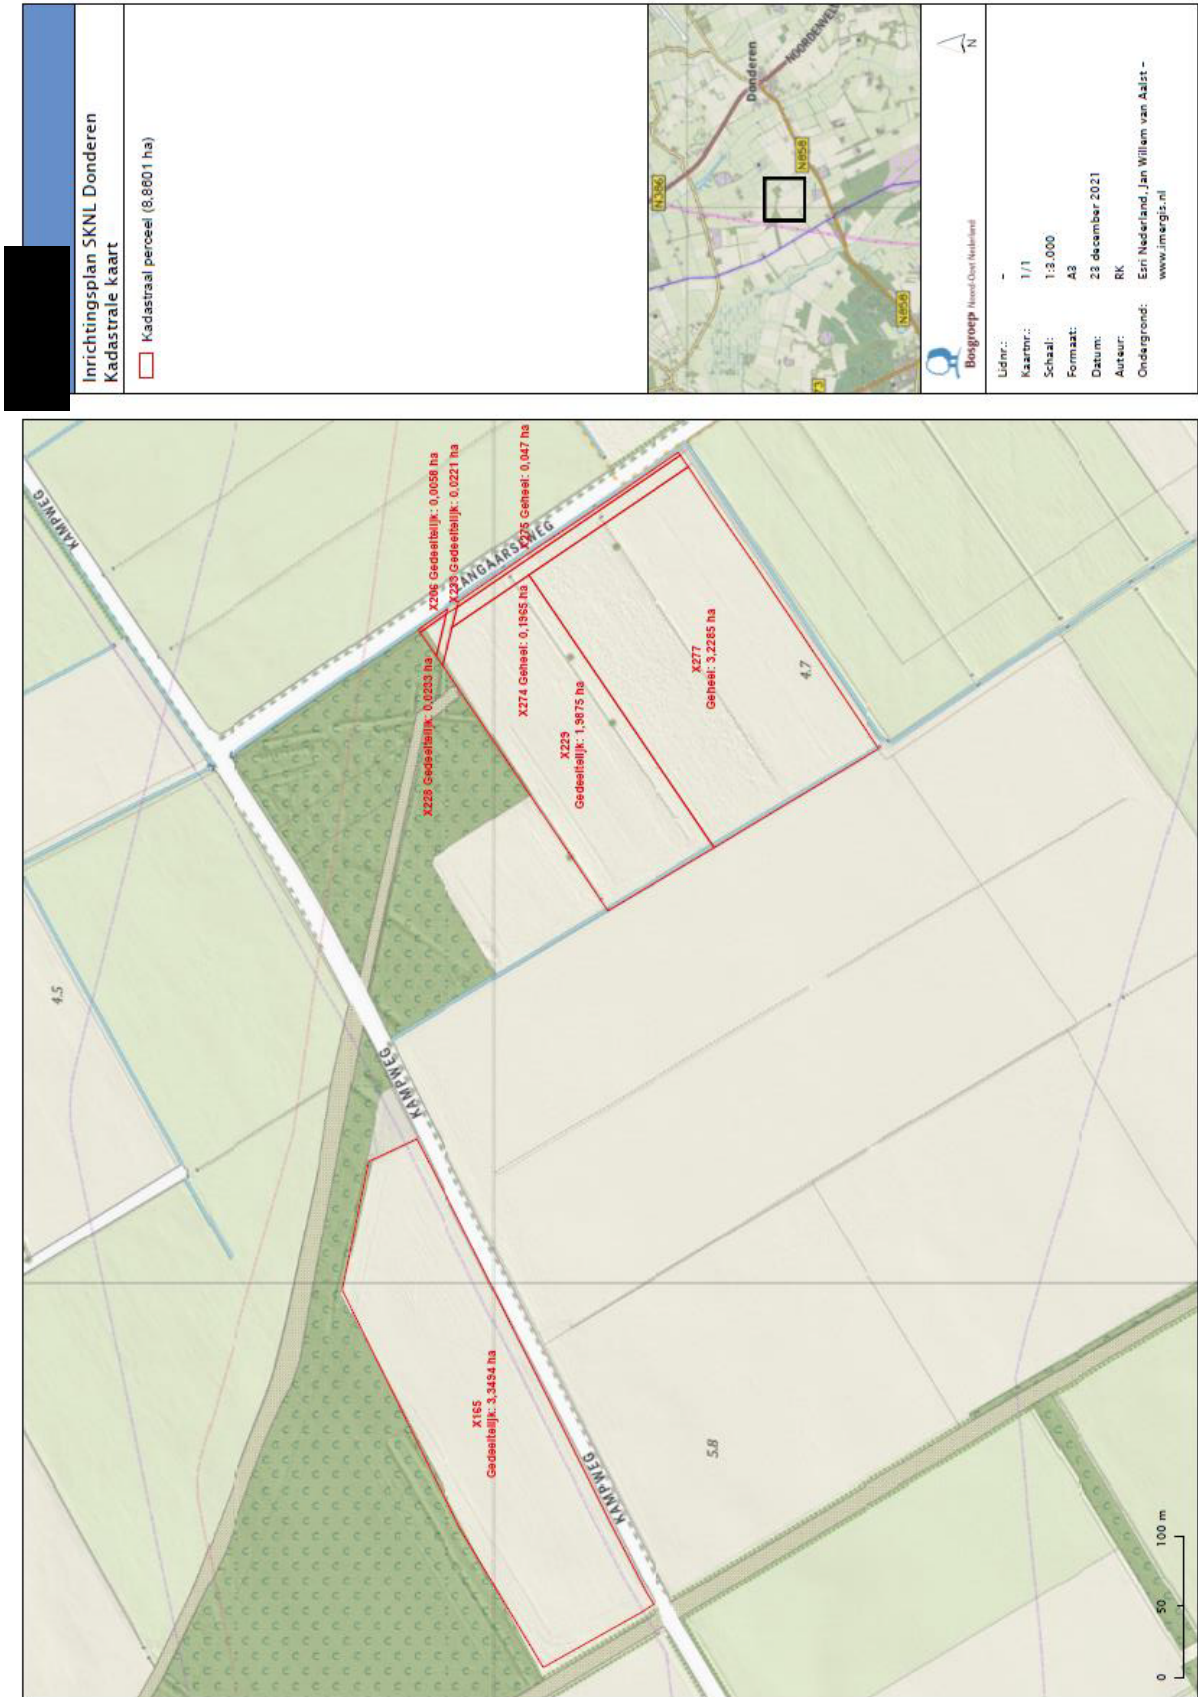 Inrichtingsplan SKNL Donderen
Kadastrale kaart
Kadastraal perceel (8,8601 ha)
N386
Donderen
NOORDENVEL
N858
N858
73
N
Bosgroep Noord-Oost Nederland
Lidnr.: -
Kaartnr.: 1/1
Schaal: 1:3.000
Formaat: A3
Datum: 23 december 2021
Auteur: RK
Ondergrond: Esri Nederland, Jan Willem van Aalst -
www.imergis.nl
KAMPWEG
X206 Gedeeltelijk: 0,0058 ha
X233 Gedeeltelijk: 0,0221 ha
X275 Geheel: 0,047 ha
X228 Gedeeltelijk: 0,0233 ha
X274 Geheel: 0,1965 ha
X229
Gedeeltelijk: 1,9875 ha
X277
Geheel: 3,2285 ha
4.7
4.5
KAMPWEG
KAMPWEG
X165
Gedeeltelijk: 3,3494 ha
KAMPWEG
KAMPWEG
5.8
0 50 100 m